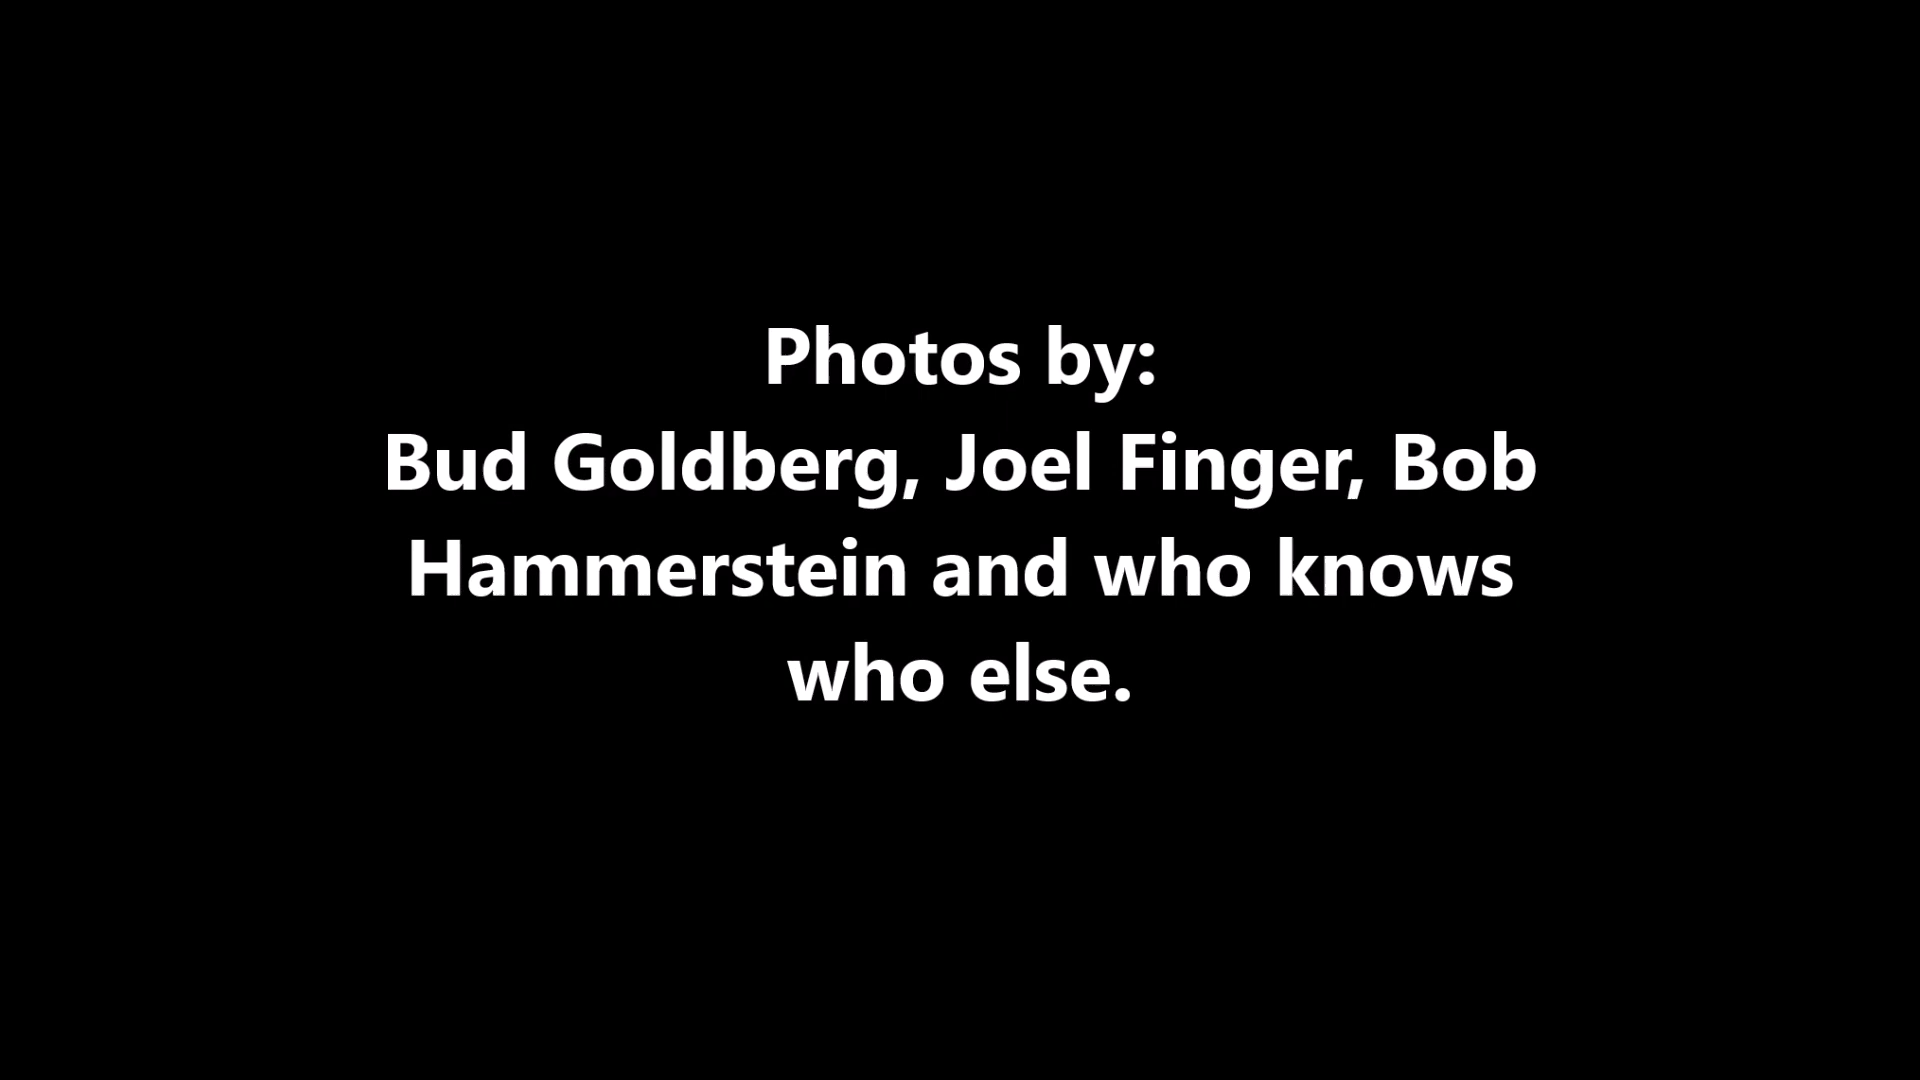 Photos by:
Bud Goldberg, Joel Finger, Bob
Hammerstein and who knows
who else.